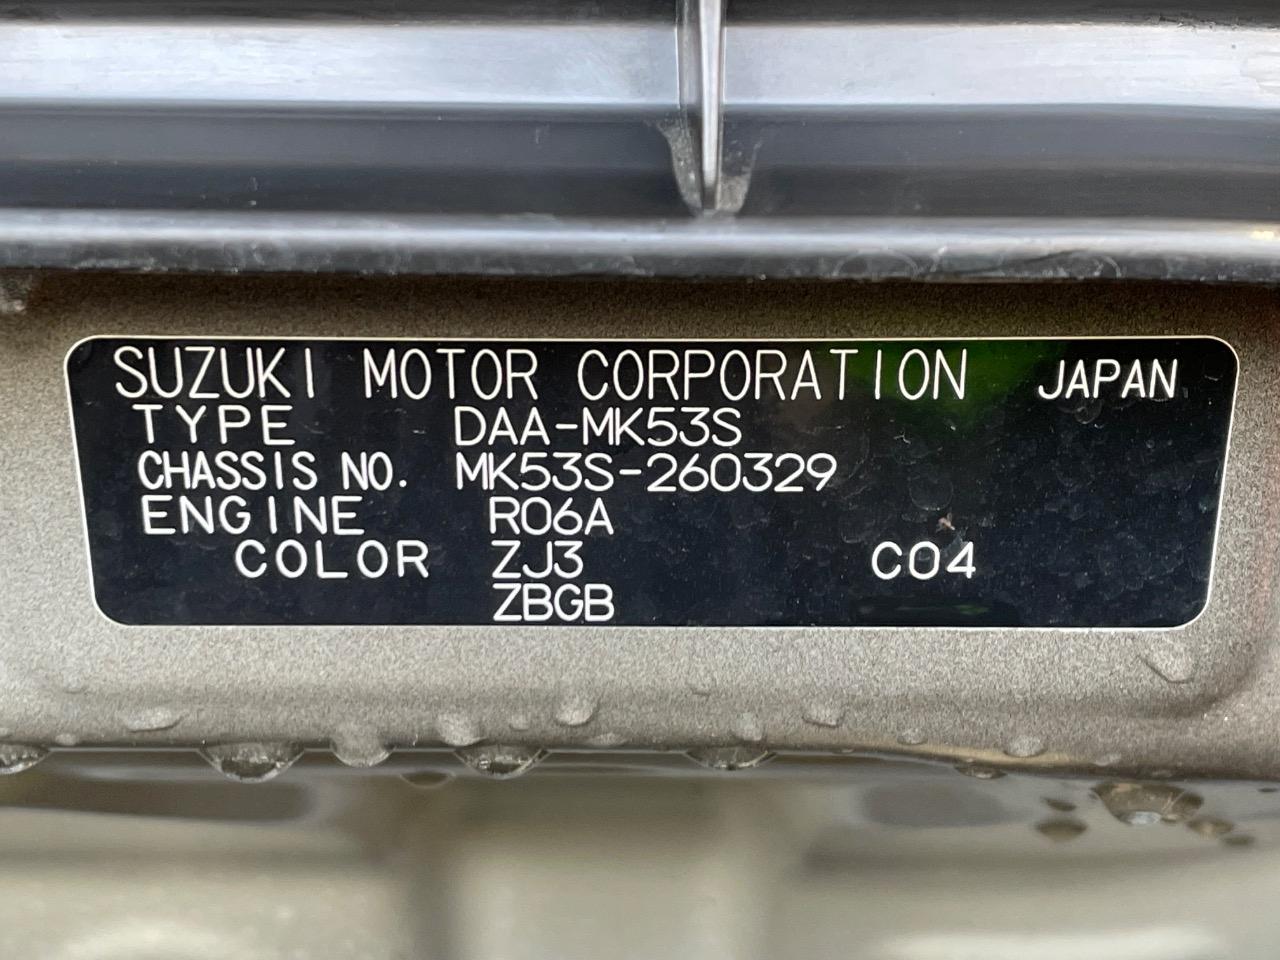 SUZUKI MOTOR CORPORATION JAPAN
TYPE DAA-MK53S
CHASSIS NO. MK53S-260329
ENGINE R06A
COLOR ZJ3 C04
ZBGB